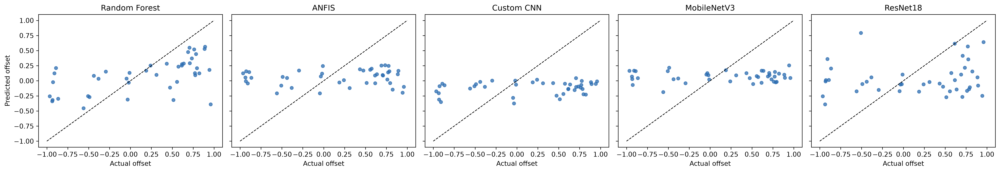 Random Forest
ANFIS
Custom CNN
MobileNetV3
ResNet18
Predicted offset
1.00
0.75
0.50
0.25
0.00
−0.25
−0.50
−0.75
−1.00
−1.00 −0.75 −0.50 −0.25 0.00 0.25 0.50 0.75 1.00
−1.00 −0.75 −0.50 −0.25 0.00 0.25 0.50 0.75 1.00
−1.00 −0.75 −0.50 −0.25 0.00 0.25 0.50 0.75 1.00
−1.00 −0.75 −0.50 −0.25 0.00 0.25 0.50 0.75 1.00
−1.00 −0.75 −0.50 −0.25 0.00 0.25 0.50 0.75 1.00
Actual offset
Actual offset
Actual offset
Actual offset
Actual offset